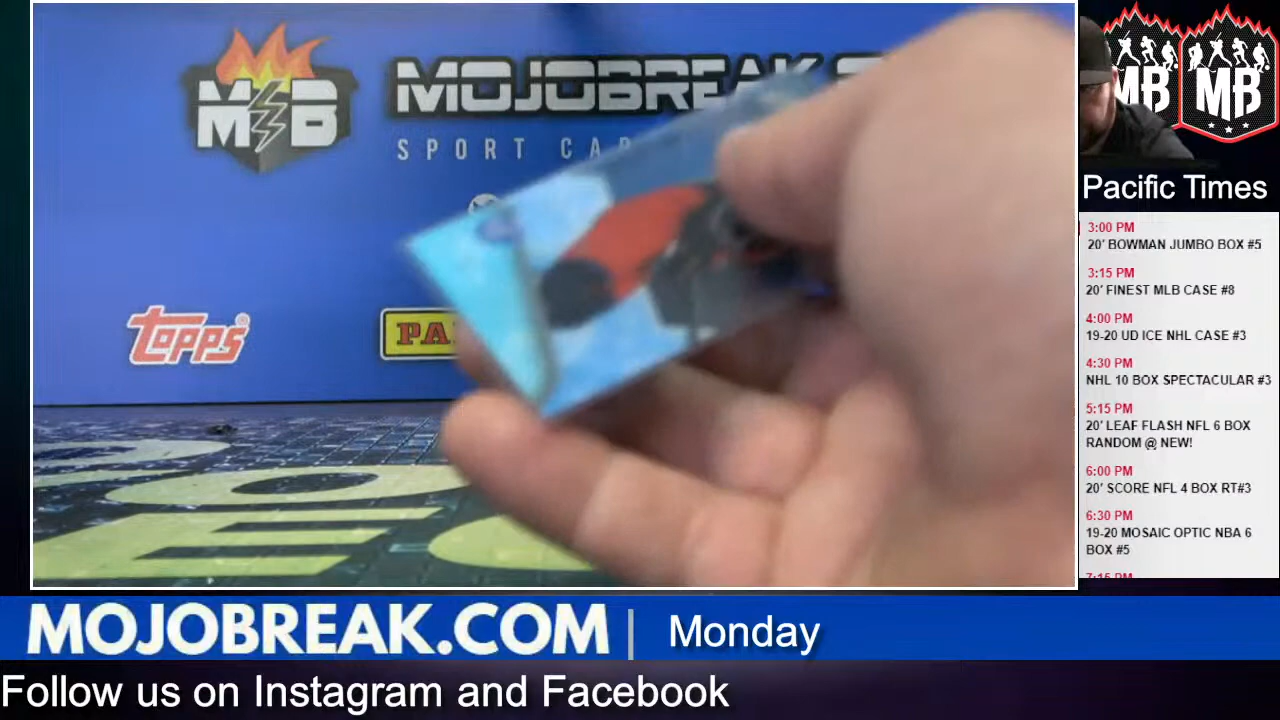 MB
MOJOBREAK
SPORT
TOPPS
MB
MB
Pacific Times
3:00 PM
20' BOWMAN JUMBO BOX #5
3:15 PM
20' FINEST MLB CASE #8
4:00 PM
19-20 UD ICE NHL CASE #3
4:30 PM
NHL 10 BOX SPECTACULAR #3
5:15 PM
20' LEAF FLASH NFL 6 BOX
RANDOM @ NEW!
6:00 PM
20' SCORE NFL 4 BOX RT#3
6:30 PM
19-20 MOSAIC OPTIC NBA 6
BOX #5
MOJOBREAK.COM | Monday
Follow us on Instagram and Facebook